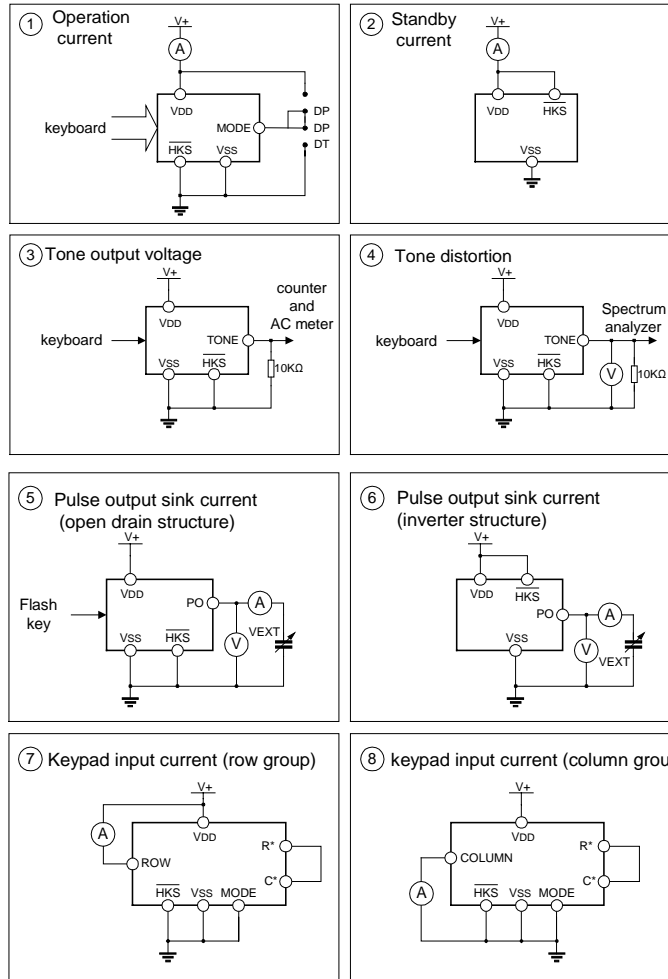 ① Operation current
V+
A
VDD
keyboard
MODE
DP
DP
DT
HKS
VSS
② Standby current
V+
A
VDD
HKS
VSS
③ Tone output voltage
V+
VDD
counter and AC meter
keyboard
TONE
VSS
HKS
10KΩ
④ Tone distortion
V+
VDD
Spectrum analyzer
keyboard
TONE
VSS
HKS
V
10KΩ
⑤ Pulse output sink current
(open drain structure)
V+
VDD
Flash key
PO
A
VSS
HKS
V
VEXT
⑥ Pulse output sink current
(inverter structure)
V+
VDD
HKS
PO
A
VSS
V
VEXT
⑦ Keypad input current (row group)
V+
A
VDD
ROW
R*
C*
HKS
VSS
MODE
⑧ keypad input current (column grou
V+
VDD
COLUMN
R*
A
C*
HKS
VSS
MODE